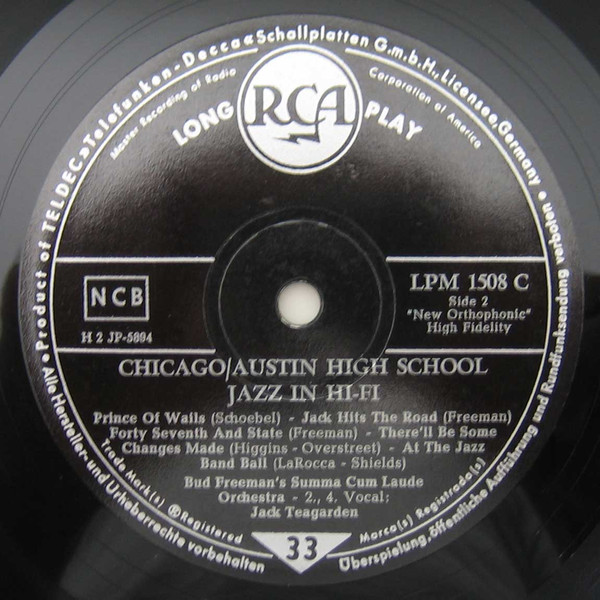 • Product of TELDEC »Telefunken-Decca« Schallplatten G.m.b.H., Licensee, Germany •
Master Recording of Radio Corporation of America
LONG RCA PLAY
NCB
H 2 JP-5894
LPM 1508 C
Side 2
"New Orthophonic"
High Fidelity
CHICAGO/AUSTIN HIGH SCHOOL
JAZZ IN HI-FI
Prince Of Wails (Schoebel) - Jack Hits The Road (Freeman)
Forty Seventh And State (Freeman) - There'll Be Some
Changes Made (Higgins - Overstreet) - At The Jazz
Band Ball (LaRocca - Shields)
Bud Freeman's Summa Cum Laude
Orchestra - 2., 4. Vocal:
Jack Teagarden
Trade Mark(s) ®Registered
Marca(s) Registrada(s)
33
Alle Hersteller- und Urheberrechte vorbehalten
Überspielung, öffentliche Aufführung und Rundfunksendung verboten